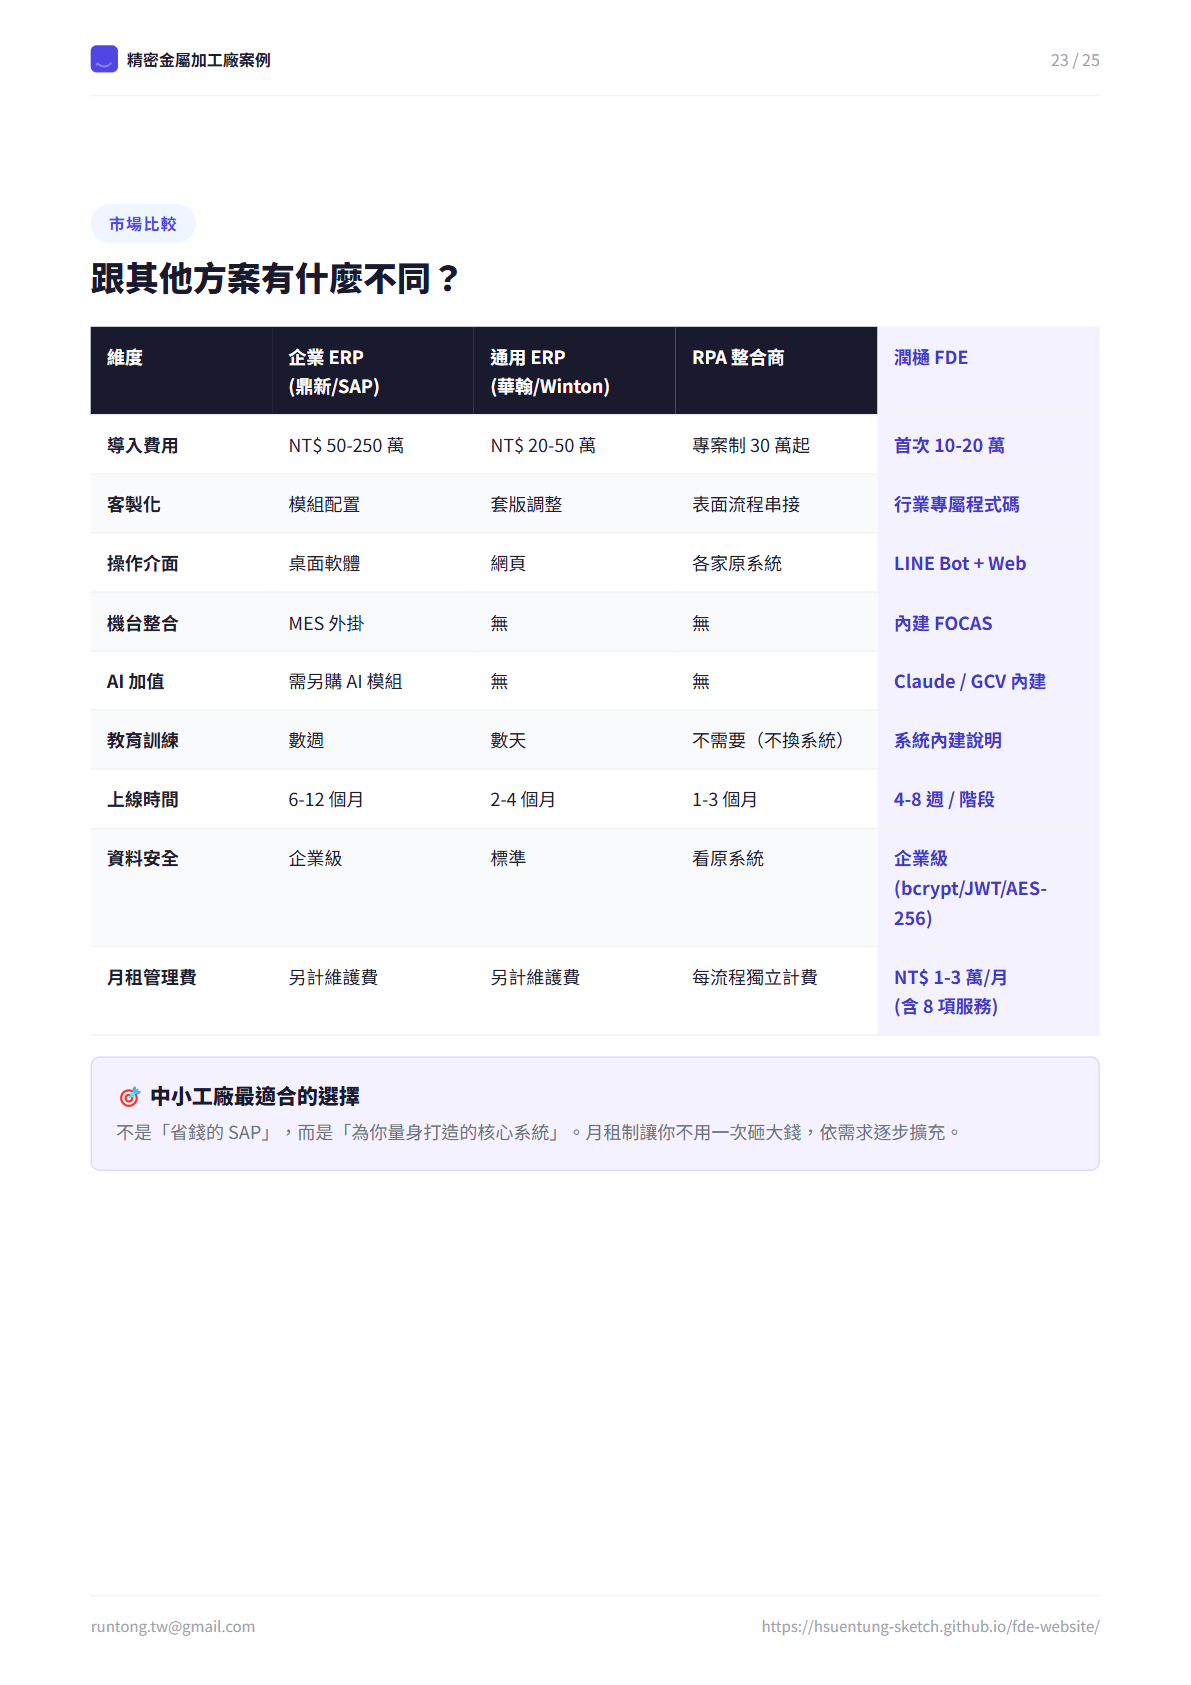 精密金屬加工廠案例
23 / 25
市場比較
跟其他方案有什麼不同？
維度
企業 ERP
(鼎新/SAP)
通用 ERP
(華翰/Winton)
RPA 整合商
潤樋 FDE
導入費用
NT$ 50-250 萬
NT$ 20-50 萬
專案制 30 萬起
首次 10-20 萬
客製化
模組配置
套版調整
表面流程串接
行業專屬程式碼
操作介面
桌面軟體
網頁
各家原系統
LINE Bot + Web
機台整合
MES 外掛
無
無
內建 FOCAS
AI 加值
需另購 AI 模組
無
無
Claude / GCV 內建
教育訓練
數週
數天
不需要（不換系統）
系統內建說明
上線時間
6-12 個月
2-4 個月
1-3 個月
4-8 週 / 階段
資料安全
企業級
標準
看原系統
企業級
(bcrypt/JWT/AES-
256)
月租管理費
另計維護費
另計維護費
每流程獨立計費
NT$ 1-3 萬/月
(含 8 項服務)
🎯 中小工廠最適合的選擇
不是「省錢的 SAP」，而是「為你量身打造的核心系統」。月租制讓你不用一次砸大錢，依需求逐步擴充。
runtong.tw@gmail.com
https://hsuentung-sketch.github.io/fde-website/